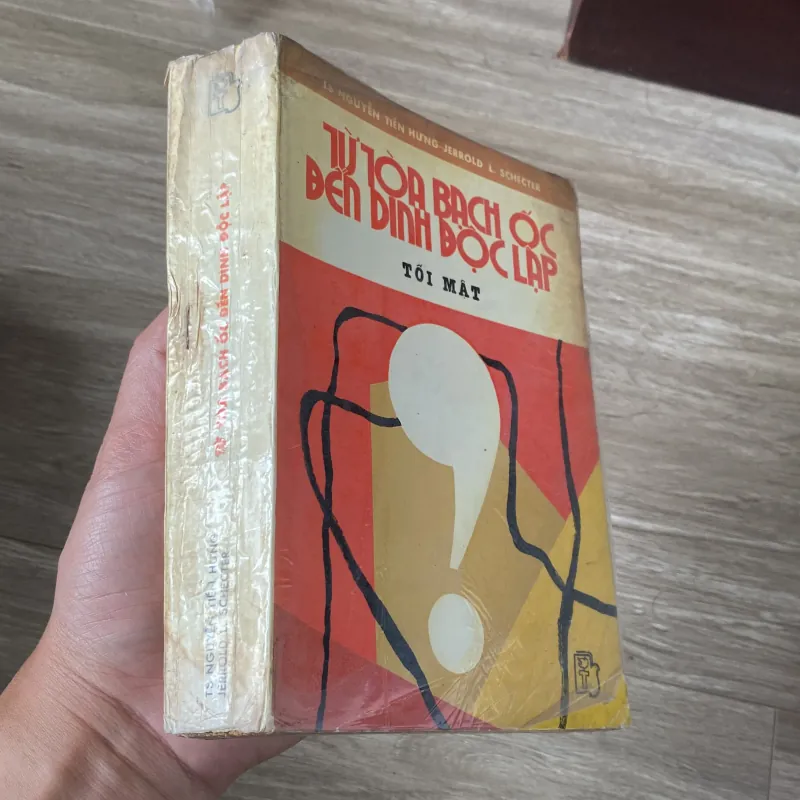 TS NGUYỄN TIẾN HƯNG-JERROLD L. SCHECTER
TỪ TÒA BẠCH ỐC
ĐẾN DINH ĐỘC LẬP
TỐI MẬT
TỪ TÒA BẠCH ỐC ĐẾN DINH ĐỘC LẬP
TS NGUYỄN TIẾN HƯNG
JERROLD L. SCHECTER